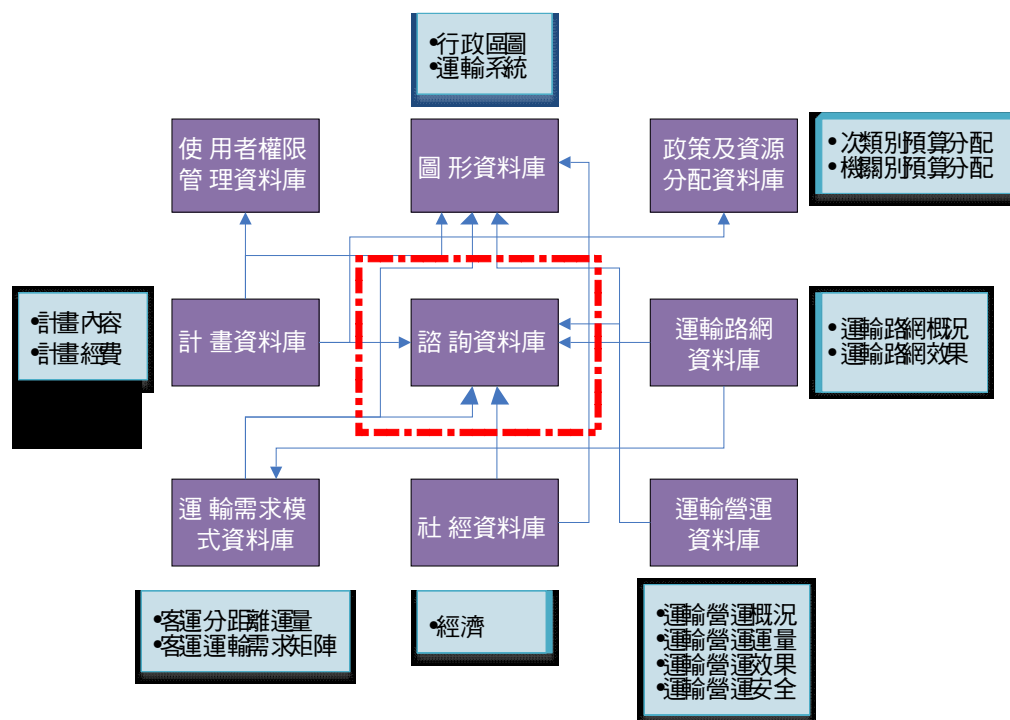 •行政區圖
•運輸系統
使用者權限
管理資料庫
圖形資料庫
政策及資源
分配資料庫
•次類別預算分配
•機關別預算分配
•計畫內容
•計畫經費
計畫資料庫
諮詢資料庫
運輸路網
資料庫
•運輸路網概況
•運輸路網效果
運輸需求模
式資料庫
社經資料庫
運輸營運
資料庫
•客運分距離運量
•客運運輸需求矩陣
•經濟
•運輸營運概況
•運輸營運運量
•運輸營運效果
•運輸營運安全